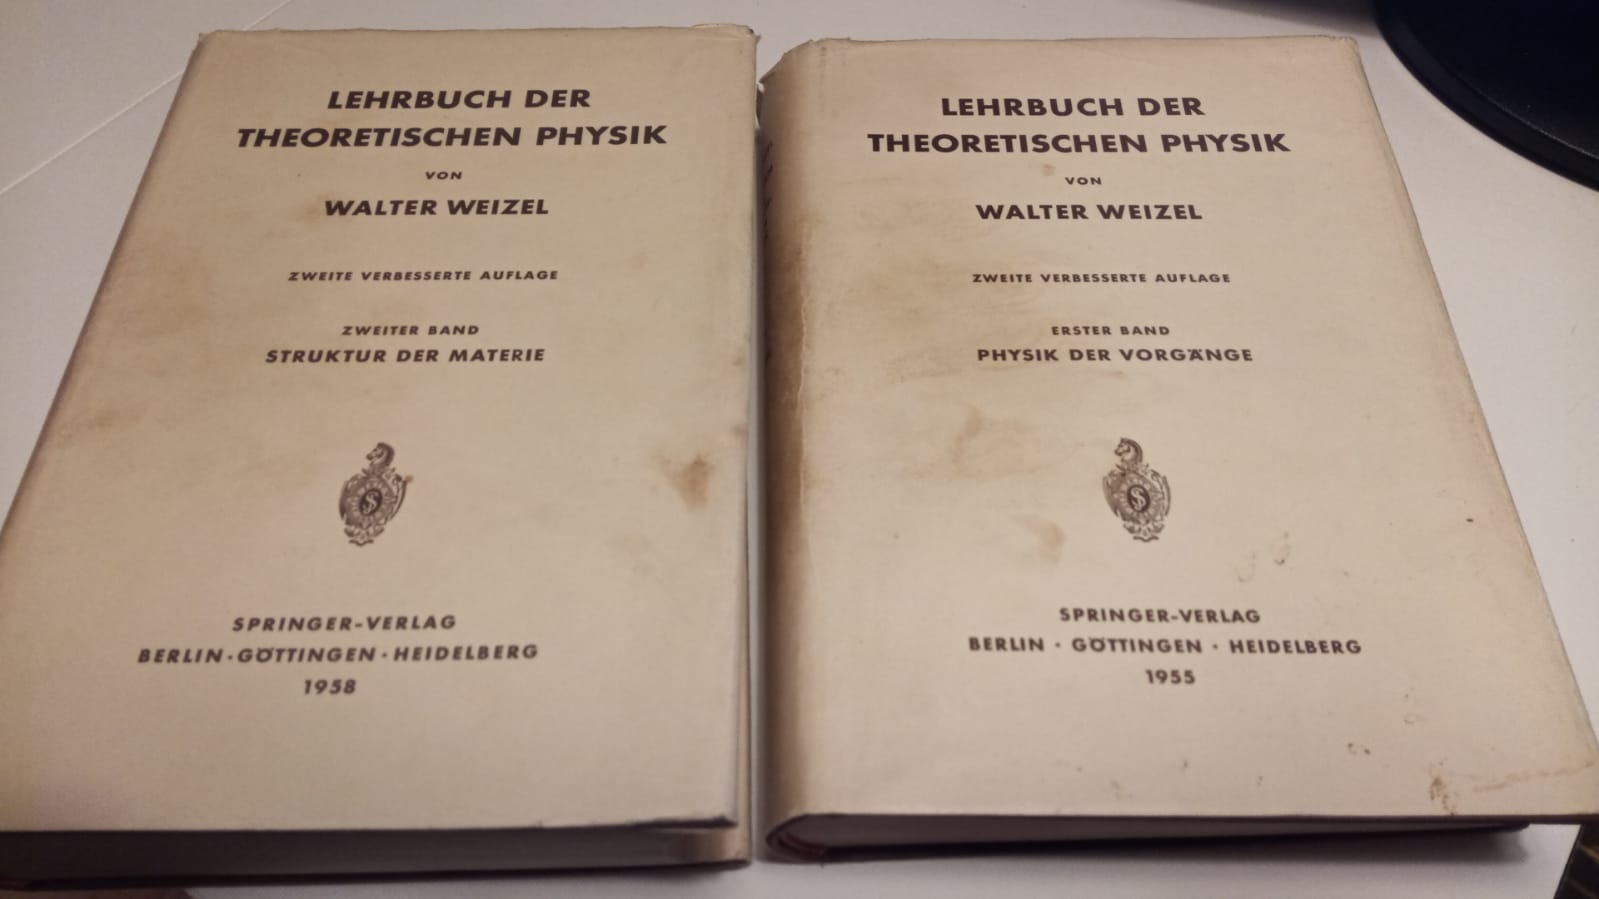 LEHRBUCH DER
THEORETISCHEN PHYSIK
VON
WALTER WEIZEL
ZWEITE VERBESSERTE AUFLAGE
ZWEITER BAND
STRUKTUR DER MATERIE
S
SPRINGER-VERLAG
BERLIN · GÖTTINGEN · HEIDELBERG
1958
LEHRBUCH DER
THEORETISCHEN PHYSIK
VON
WALTER WEIZEL
ZWEITE VERBESSERTE AUFLAGE
ERSTER BAND
PHYSIK DER VORGÄNGE
S
SPRINGER-VERLAG
BERLIN · GÖTTINGEN · HEIDELBERG
1955